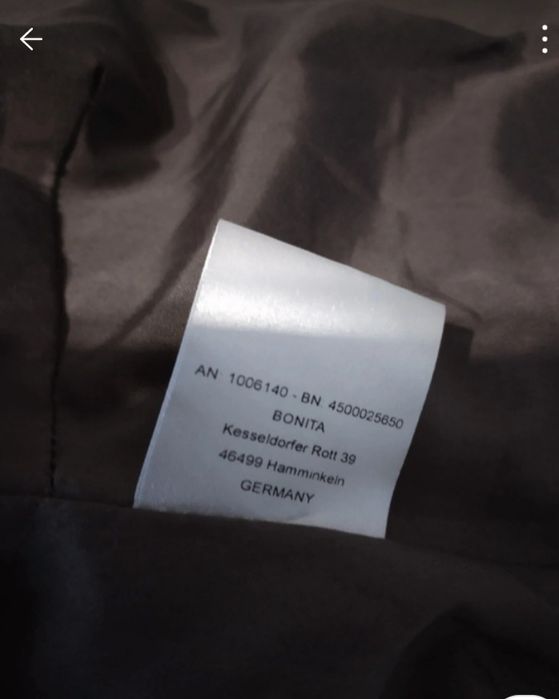 AN 1006140 - BN. 4500025650
BONITA
Kesseldorfer Rott 39
46499 Hamminkeln
GERMANY